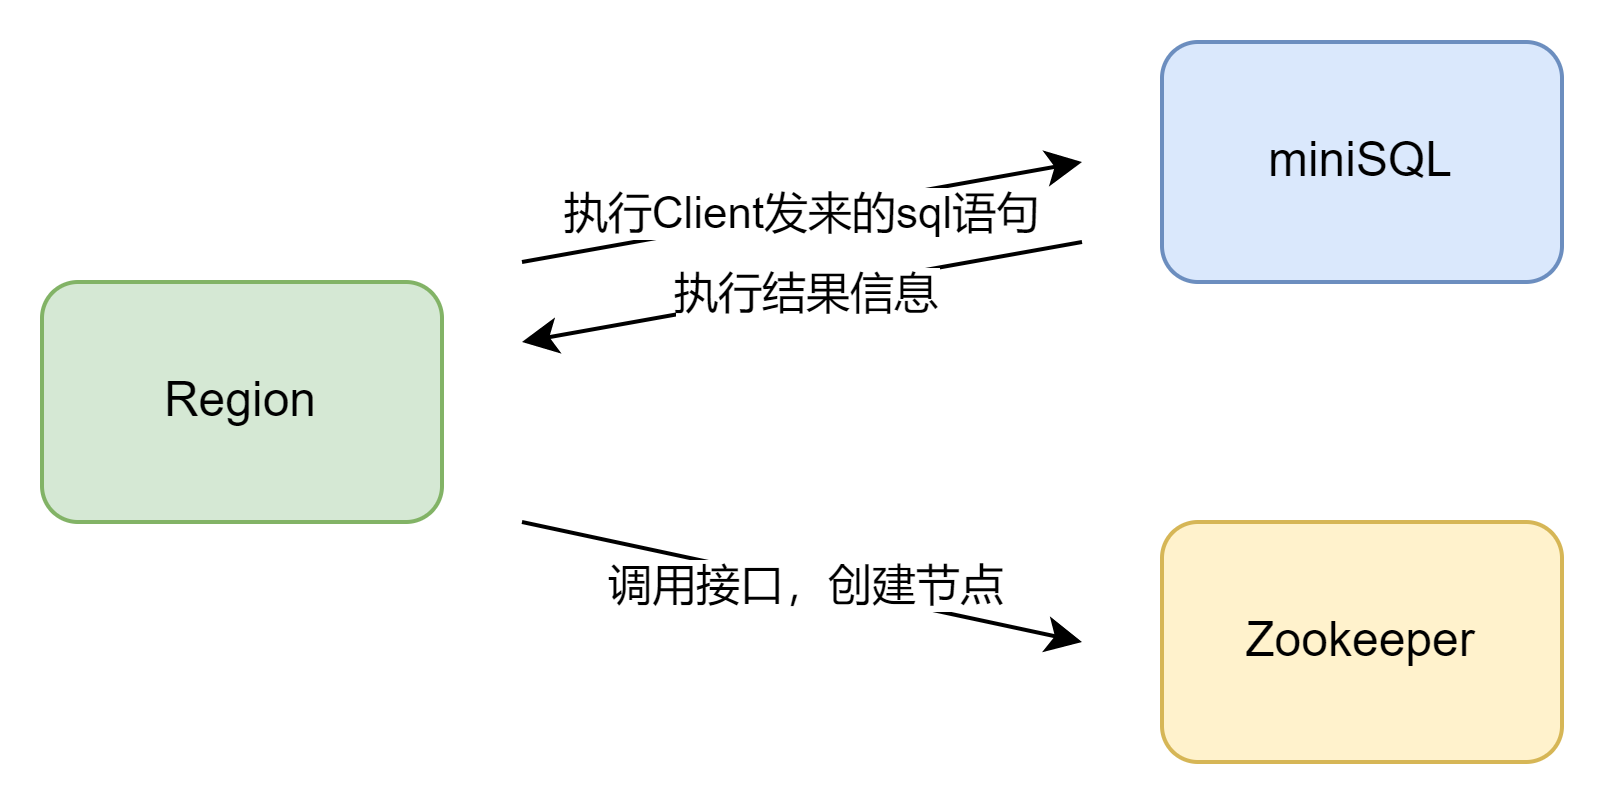 miniSQL
执行Client发来的sql语句
执行结果信息
Region
调用接口，创建节点
Zookeeper